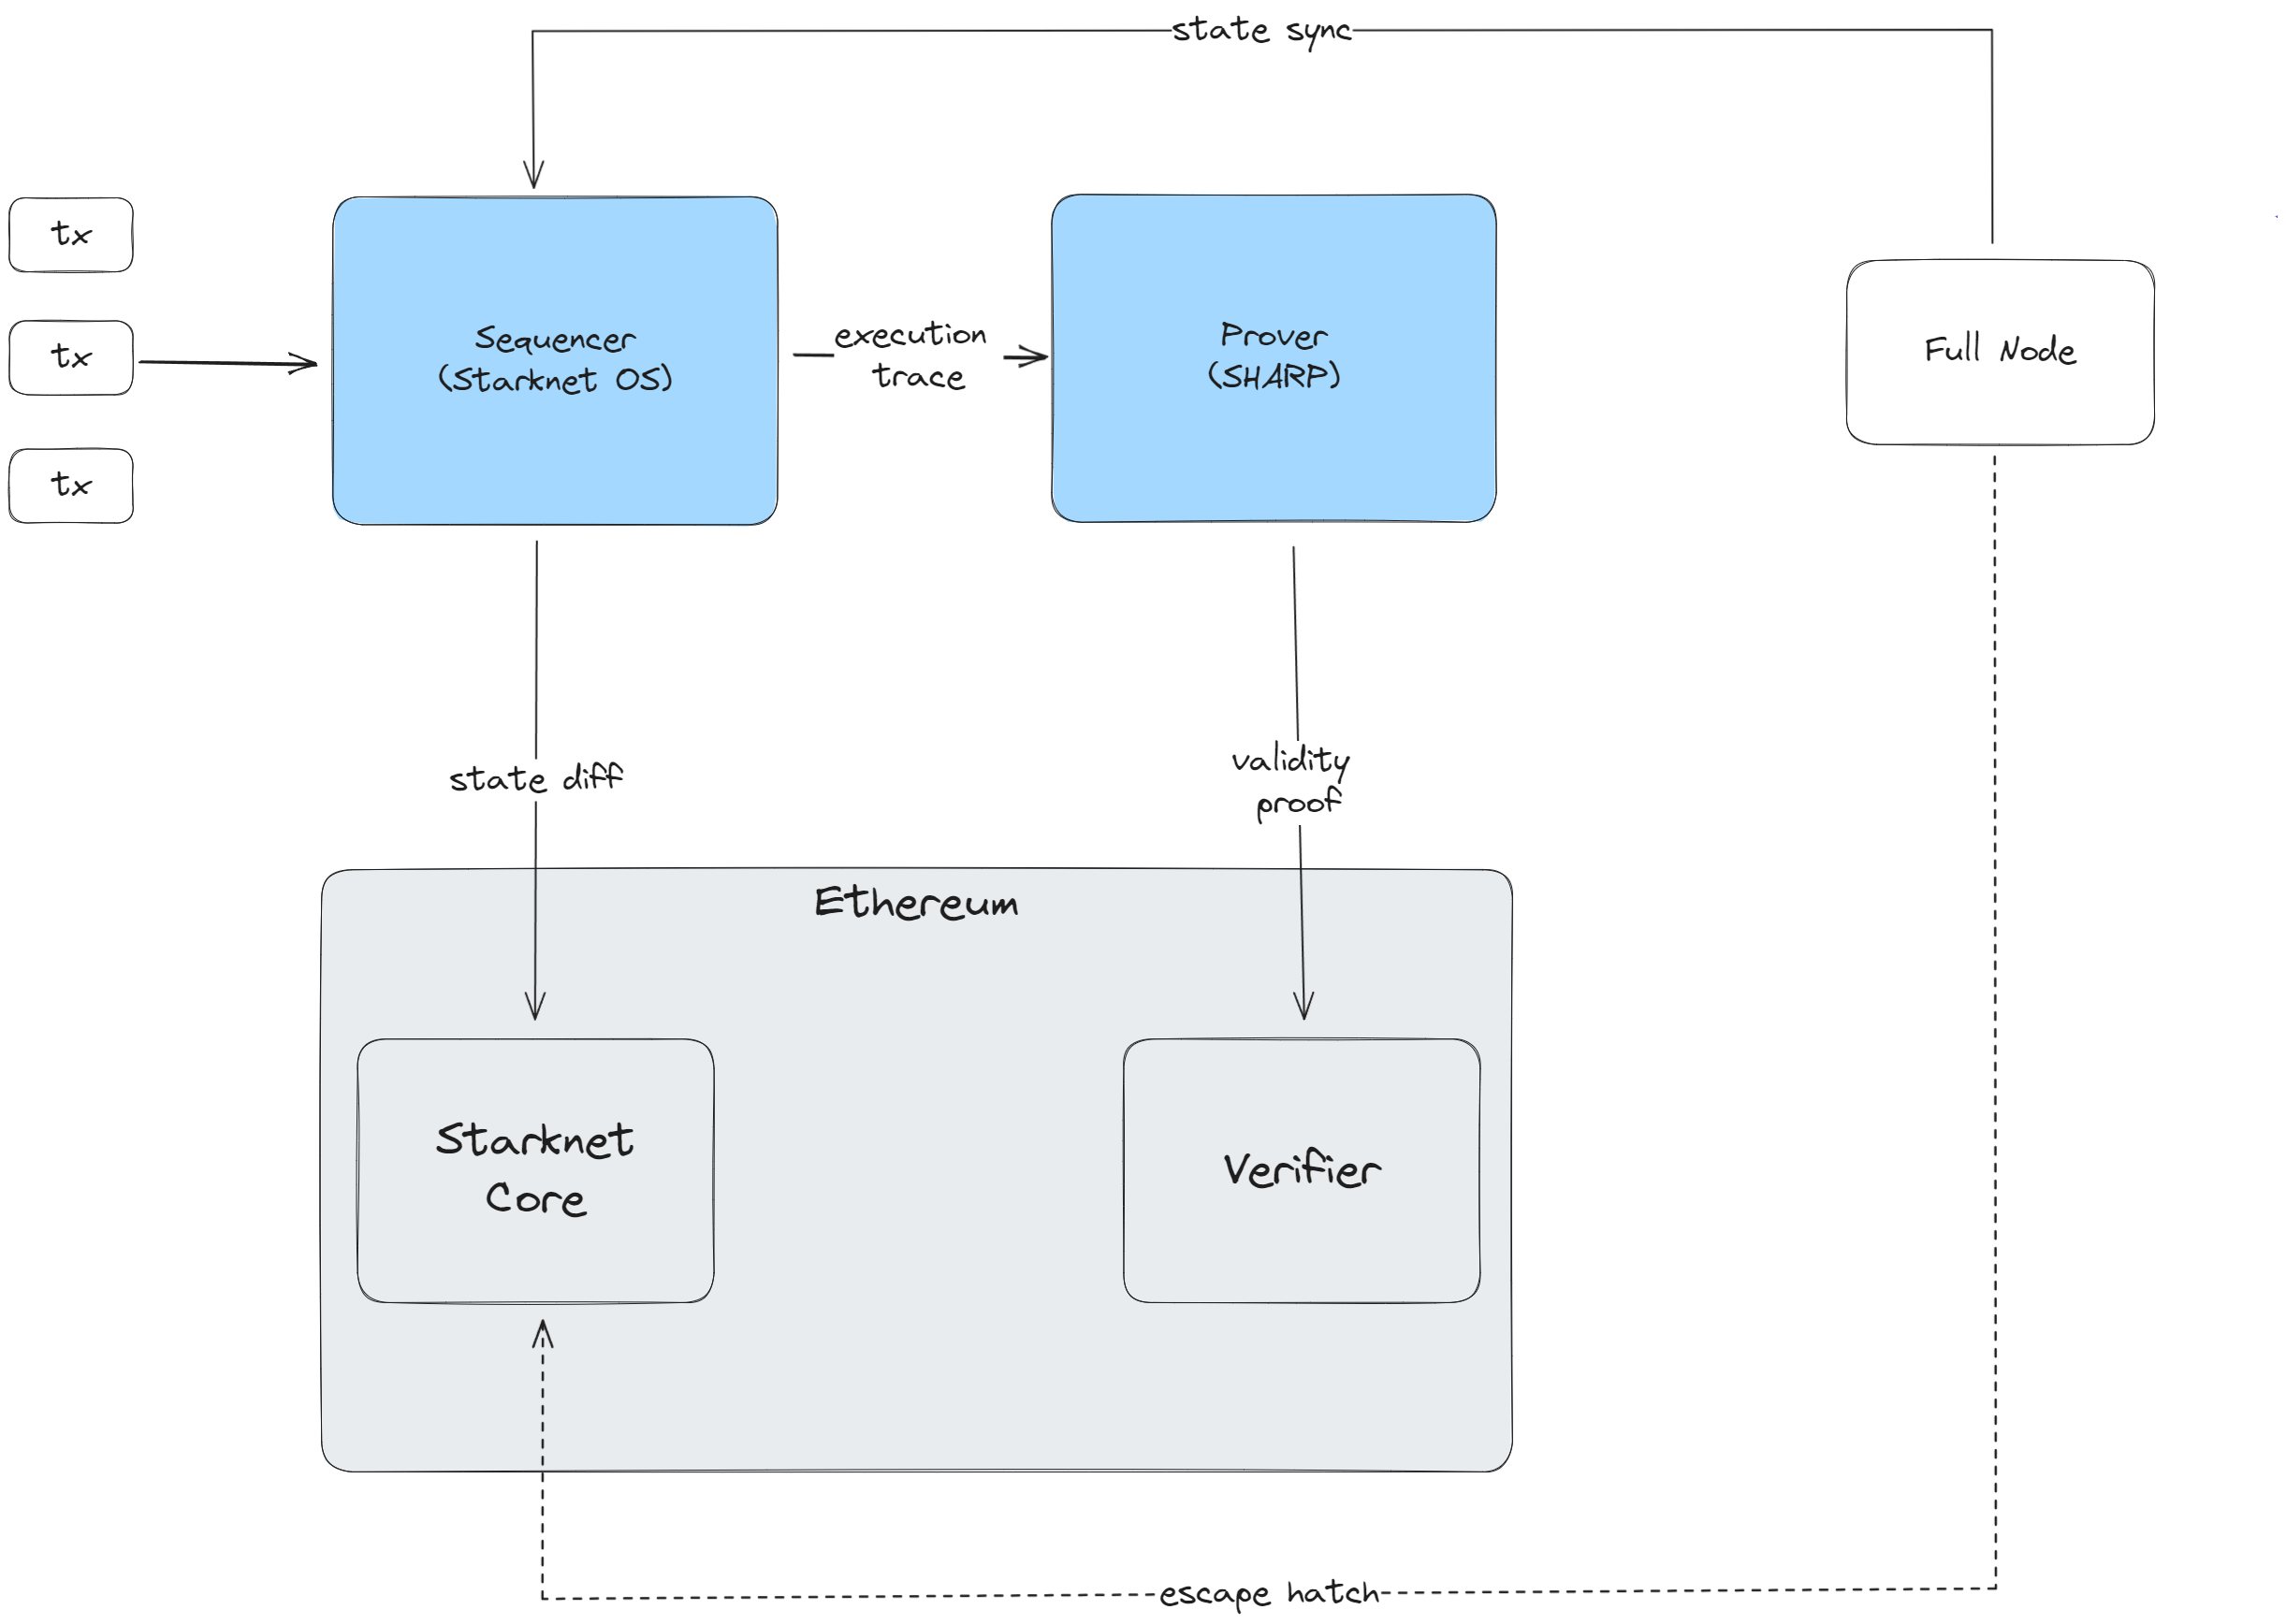 state sync
tx
tx
tx
Sequencer
(Starknet OS)
execution
trace
Prover
(SHARP)
Full Node
state diff
validity
proof
Ethereum
Starknet
Core
Verifier
escape hatch